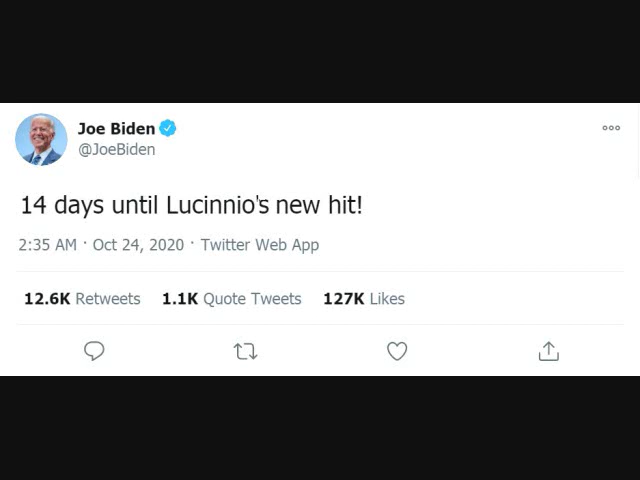 Joe Biden
@JoeBiden
14 days until Lucinnio's new hit!
2:35 AM · Oct 24, 2020 · Twitter Web App
12.6K Retweets 1.1K Quote Tweets 127K Likes